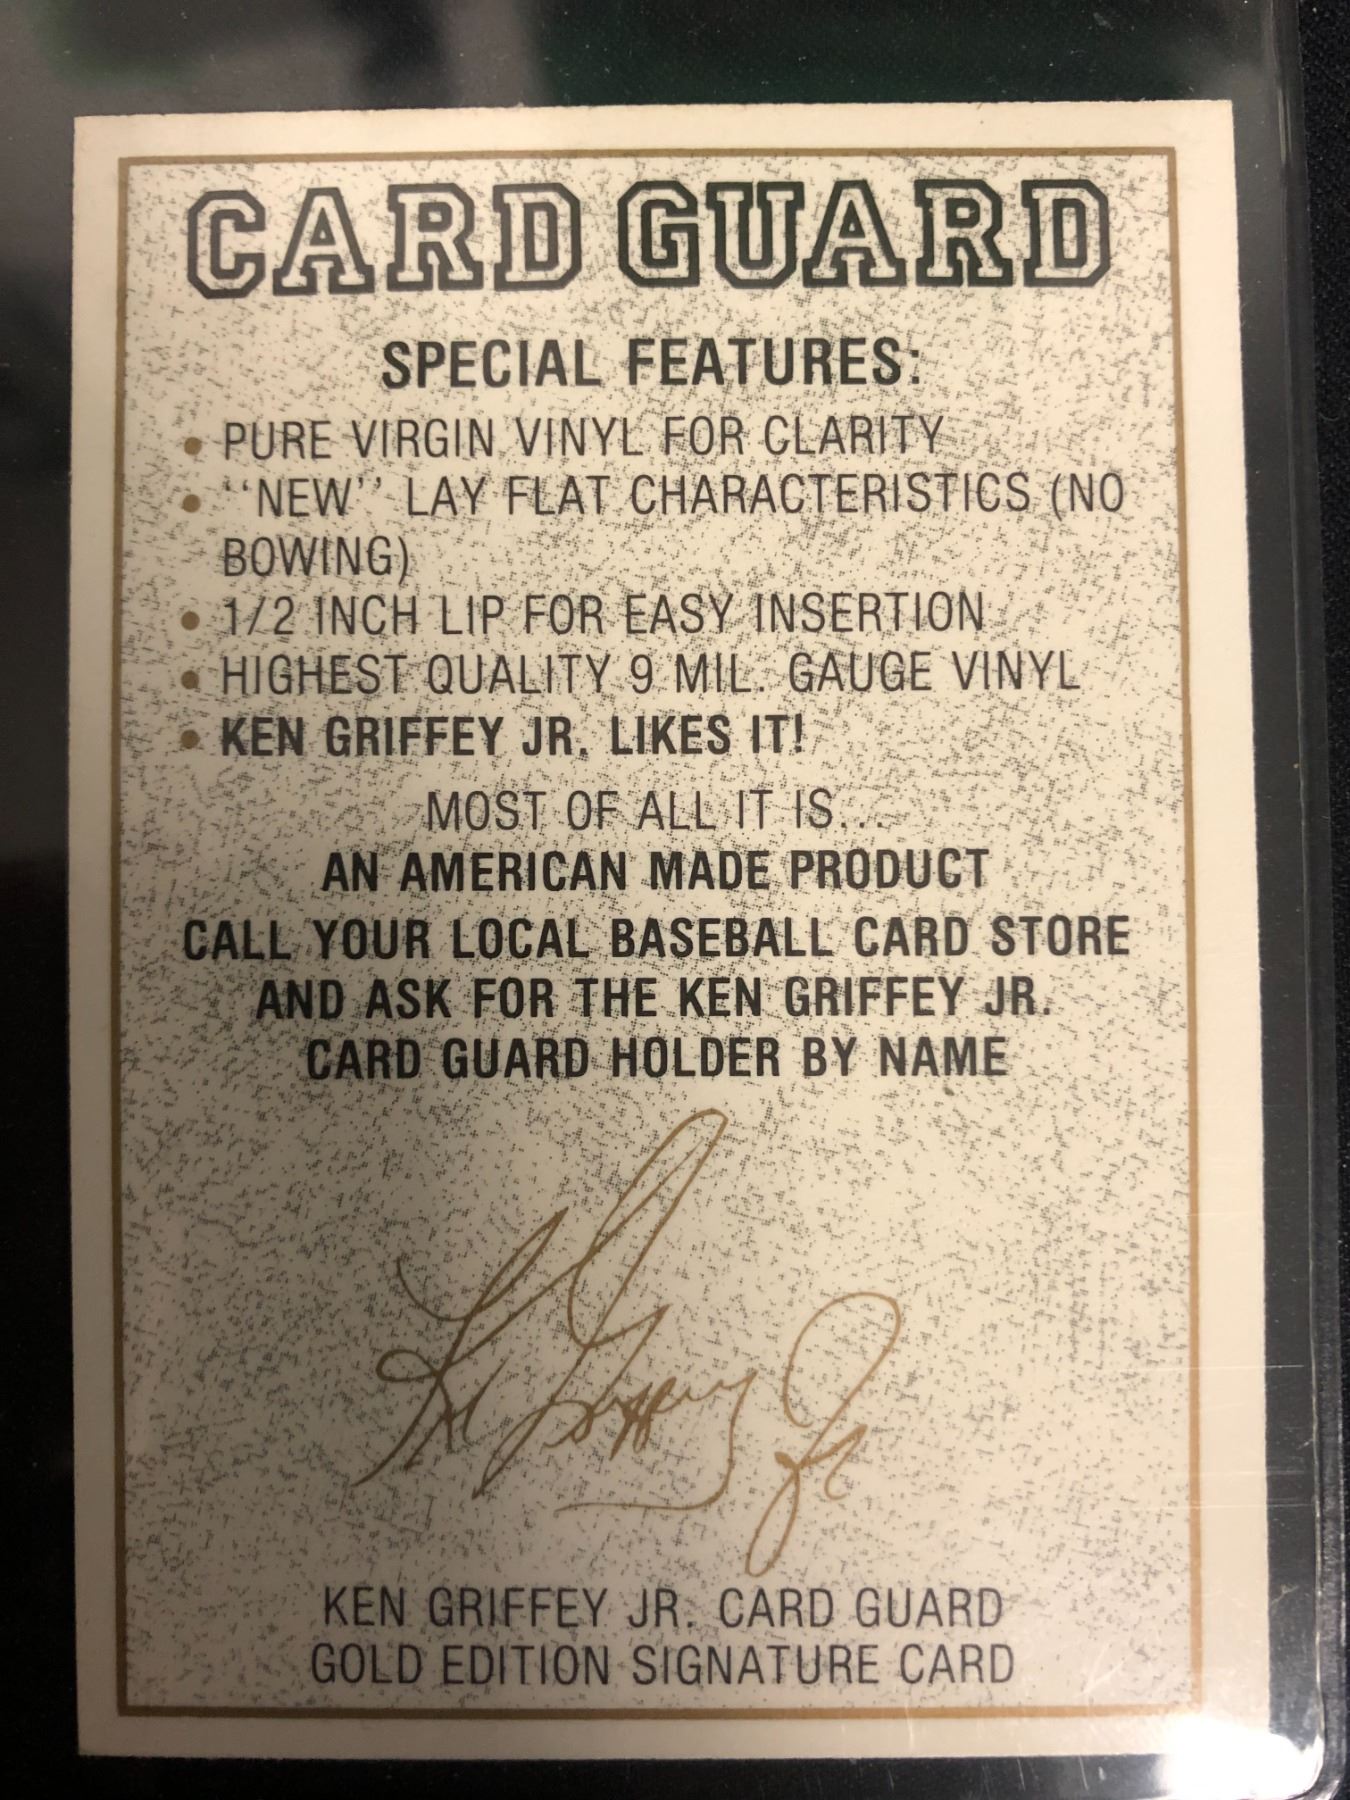 CARD GUARD
SPECIAL FEATURES:
• PURE VIRGIN VINYL FOR CLARITY
• ‘‘NEW’’ LAY FLAT CHARACTERISTICS (NO
BOWING)
• 1/2 INCH LIP FOR EASY INSERTION
• HIGHEST QUALITY 9 MIL. GAUGE VINYL
• KEN GRIFFEY JR. LIKES IT!
MOST OF ALL IT IS...
AN AMERICAN MADE PRODUCT
CALL YOUR LOCAL BASEBALL CARD STORE
AND ASK FOR THE KEN GRIFFEY JR.
CARD GUARD HOLDER BY NAME
Ken Griffey Jr
KEN GRIFFEY JR. CARD GUARD
GOLD EDITION SIGNATURE CARD